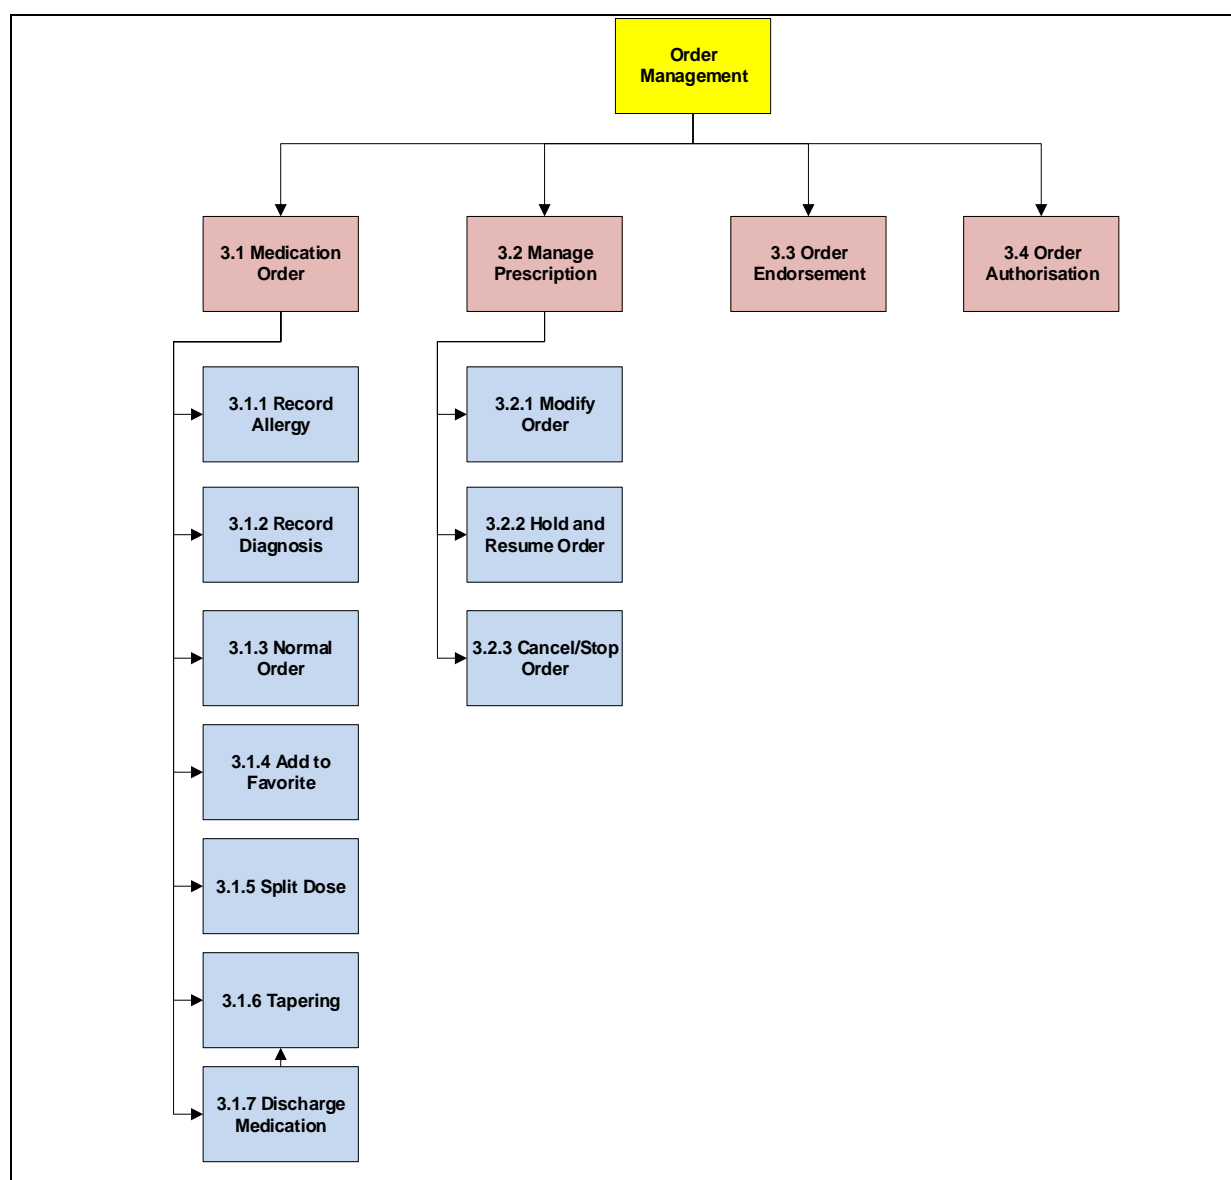 Order
Management
3.1 Medication
Order
3.2 Manage
Prescription
3.3 Order
Endorsement
3.4 Order
Authorisation
3.1.1 Record
Allergy
3.2.1 Modify
Order
3.1.2 Record
Diagnosis
3.2.2 Hold and
Resume Order
3.1.3 Normal
Order
3.2.3 Cancel/Stop
Order
3.1.4 Add to
Favorite
3.1.5 Split Dose
3.1.6 Tapering
3.1.7 Discharge
Medication